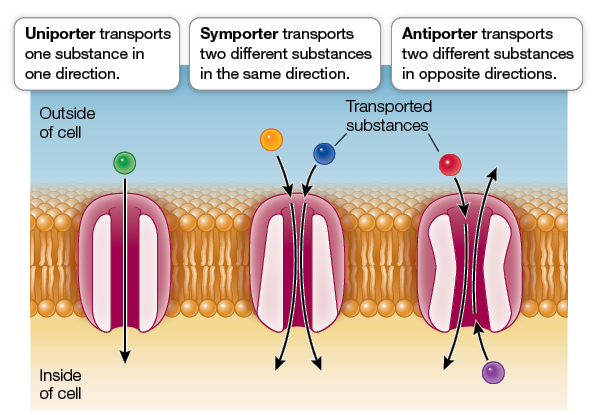 Uniporter transports
one substance in
one direction.
Symporter transports
two different substances
in the same direction.
Antiporter transports
two different substances
in opposite directions.
Outside
of cell
Transported
substances
Inside
of cell